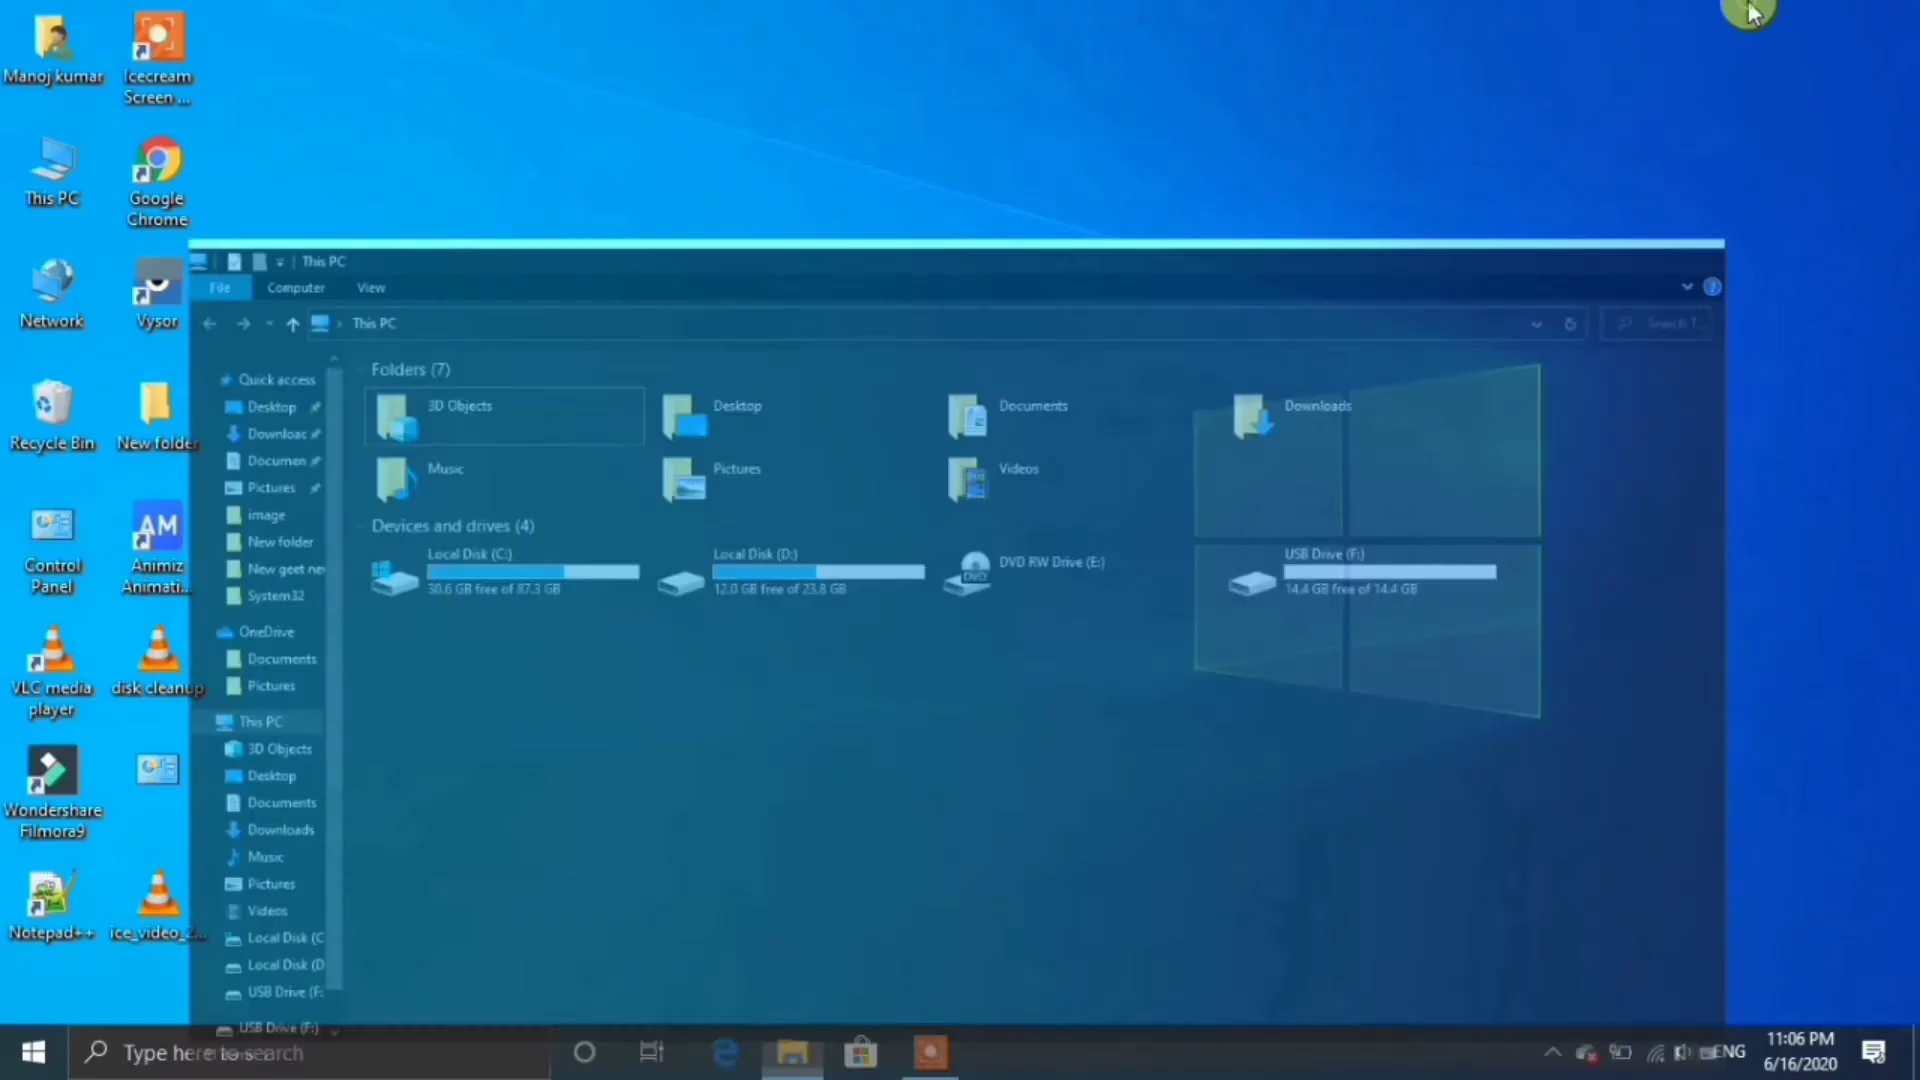 Manoj kumar
Icecream
Screen ...
This PC
Google
Chrome
Network
Vysor
Recycle Bin
New folder
Control
Panel
AM
Animiz
Animati...
VLC media
player
disk cleanup
Wondershare
Filmora9
Notepad++
ice_video_2...
This PC
File
Computer
View
This PC
Search T...
Quick access
Desktop
Downloac
Documen
Pictures
image
New folder
New geet ne
System32
OneDrive
Documents
Pictures
This PC
3D Objects
Desktop
Documents
Downloads
Music
Pictures
Videos
Local Disk (C
Local Disk (D
USB Drive (F:
USB Drive (F:)
Folders (7)
3D Objects
Desktop
Documents
Downloads
Music
Pictures
Videos
Devices and drives (4)
Local Disk (C:)
30.6 GB free of 87.3 GB
Local Disk (D:)
12.0 GB free of 23.8 GB
DVD
DVD RW Drive (E:)
USB Drive (F:)
14.4 GB free of 14.4 GB
Type here to search
ENG
11:06 PM
6/16/2020